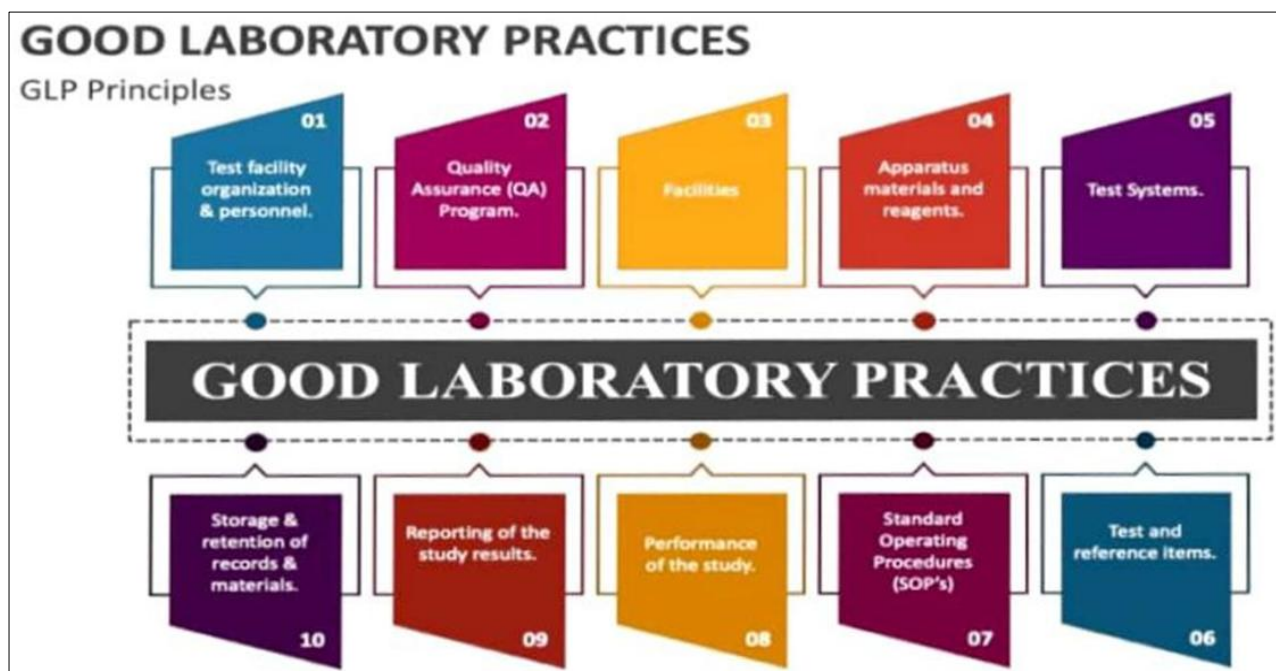 GOOD LABORATORY PRACTICES
GLP Principles
01
Test facility
organization
& personnel.
02
Quality
Assurance (QA)
Program.
03
Facilities
04
Apparatus
materials and
reagents.
05
Test Systems.
GOOD LABORATORY PRACTICES
Storage &
retention of
records &
materials.
10
Reporting of the
study results.
09
Performance
of the study.
08
Standard
Operating
Procedures
(SOP's)
07
Test and
reference items.
06